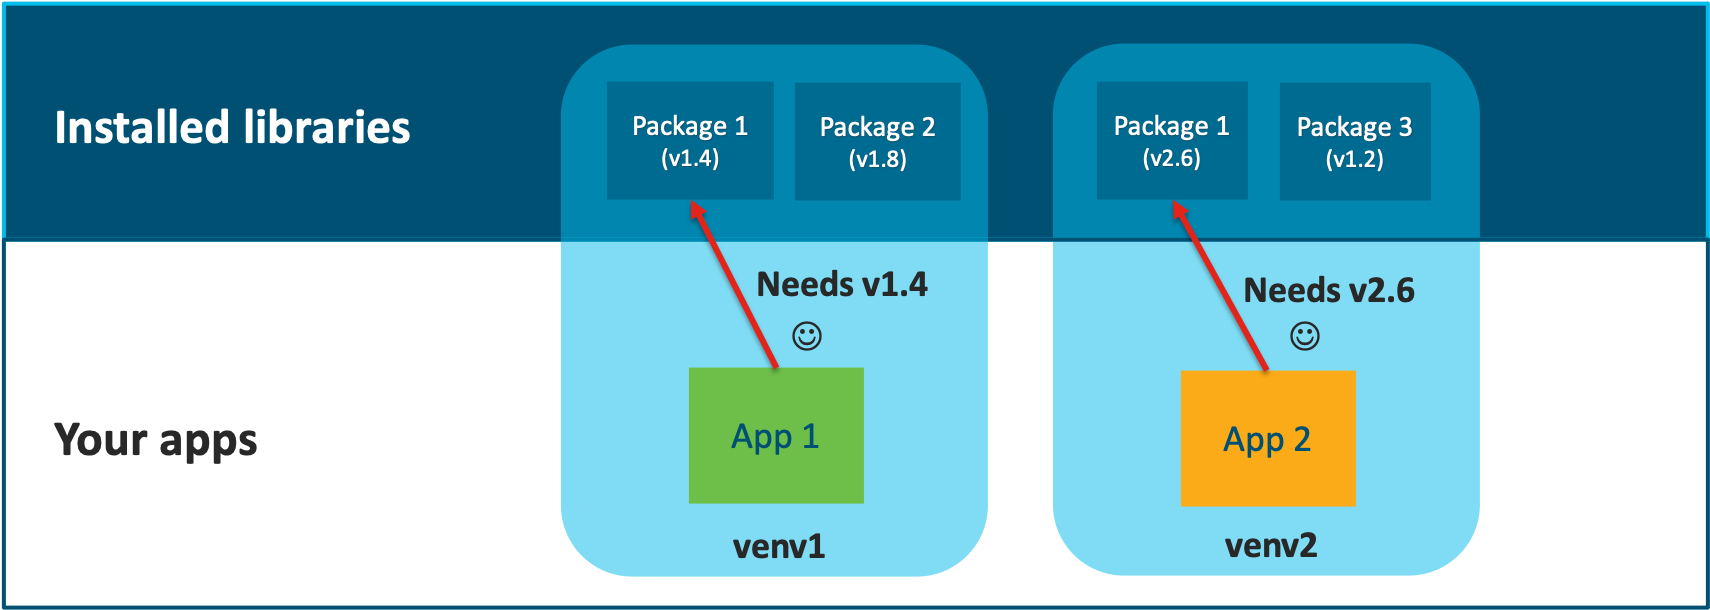 Installed libraries
Package 1
(v1.4)
Package 2
(v1.8)
Package 1
(v2.6)
Package 3
(v1.2)
Needs v1.4
Needs v2.6
Your apps
App 1
App 2
venv1
venv2